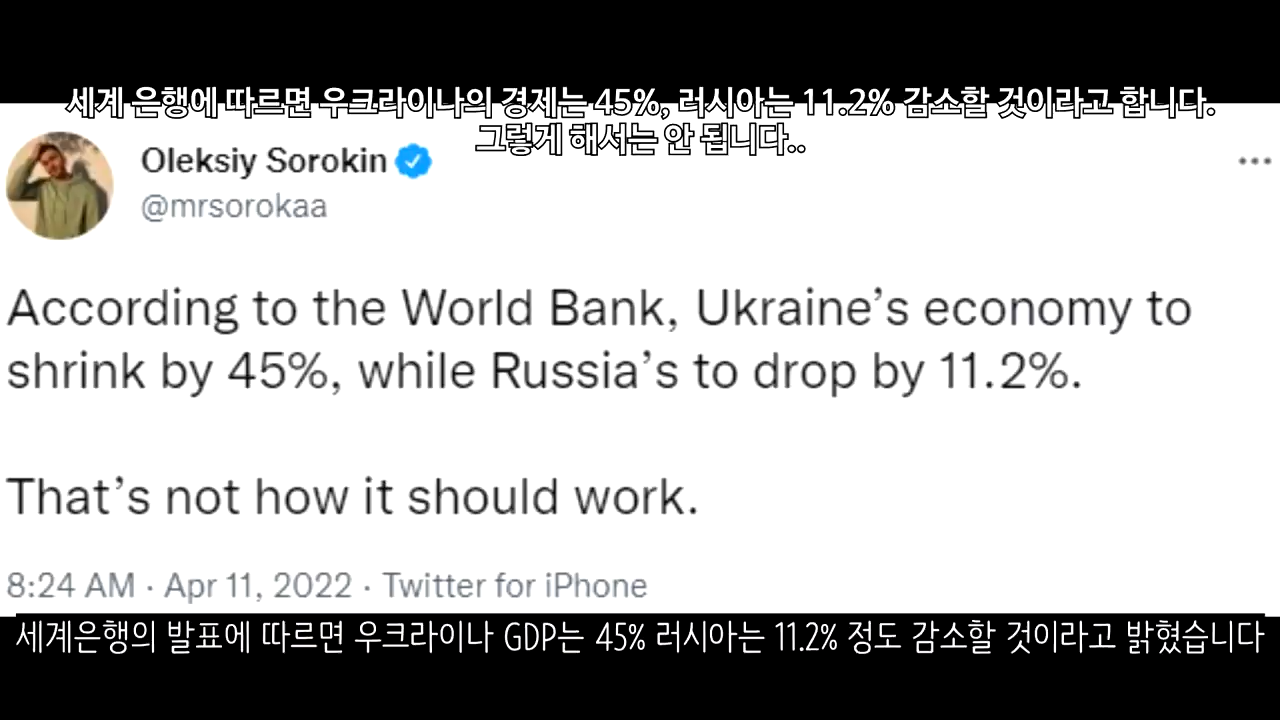 세계 은행에 따르면 우크라이나의 경제는 45%, 러시아는 11.2% 감소할 것이라고 합니다.
그렇게 해서는 안 됩니다..
Oleksiy Sorokin
@mrsorokaa
According to the World Bank, Ukraine’s economy to
shrink by 45%, while Russia’s to drop by 11.2%.
That’s not how it should work.
8:24 AM · Apr 11, 2022 · Twitter for iPhone
세계은행의 발표에 따르면 우크라이나 GDP는 45% 러시아는 11.2% 정도 감소할 것이라고 밝혔습니다